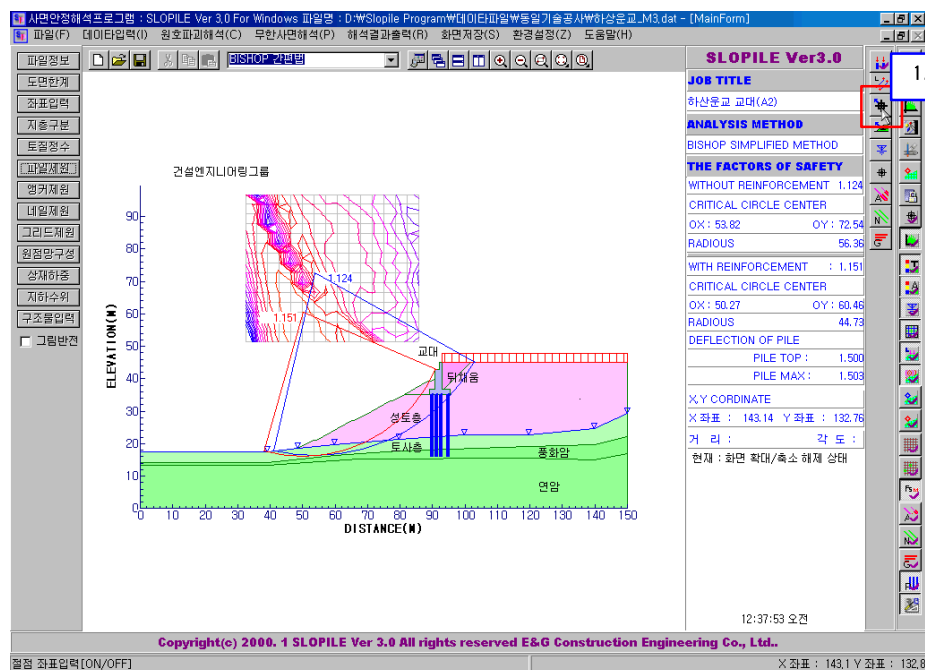 사면안정해석프로그램 : SLOPILE Ver 3.0 For Windows 파일명 : D:₩Slopile Program₩데이타파일₩동일기술공사₩하상운교_M3.dat - [MainForm]
파일(F) 데이타입력(I) 원호파괴해석(C) 무한사면해석(P) 해석결과출력(R) 화면저장(S) 환경설정(Z) 도움말(H)
BISHOP 간편법
파일정보
도면한계
좌표입력
지층구분
토질정수
파일제원
앵커제원
네일제원
그리드제원
원점망구성
상재하중
지하수위
구조물입력
그림반전
건설엔지니어링그룹
ELEVATION(M)
90
80
70
60
50
40
30
20
10
0
1.124
1.151
교대
뒤채움
성토층
토사층
풍화암
연암
0 10 20 30 40 50 60 70 80 90 100 110 120 130 140 150
DISTANCE(M)
SLOPILE Ver3.0
JOB TITLE
하산운교 교대(A2)
ANALYSIS METHOD
BISHOP SIMPLIFIED METHOD
THE FACTORS OF SAFETY
WITHOUT REINFORCEMENT 1.124
CRITICAL CIRCLE CENTER
OX : 53.82 OY : 72.54
RADIOUS 56.36
WITH REINFORCEMENT : 1.151
CRITICAL CIRCLE CENTER
OX : 50.27 OY : 60.46
RADIOUS 44.73
DEFLECTION OF PILE
PILE TOP : 1.500
PILE MAX : 1.503
X,Y CORDINATE
X 좌표 : 143.14 Y 좌표 : 132.76
거 리 : 각 도 :
현재 : 화면 확대/축소 해제 상태
12:37:53 오전
1.
Copyright(c) 2000. 1 SLOPILE Ver 3.0 All rights reserved E&G Construction Engineering Co., Ltd..
절점 좌표입력[ON/OFF]
X 좌표 : 143,1 Y 좌표 : 132,8